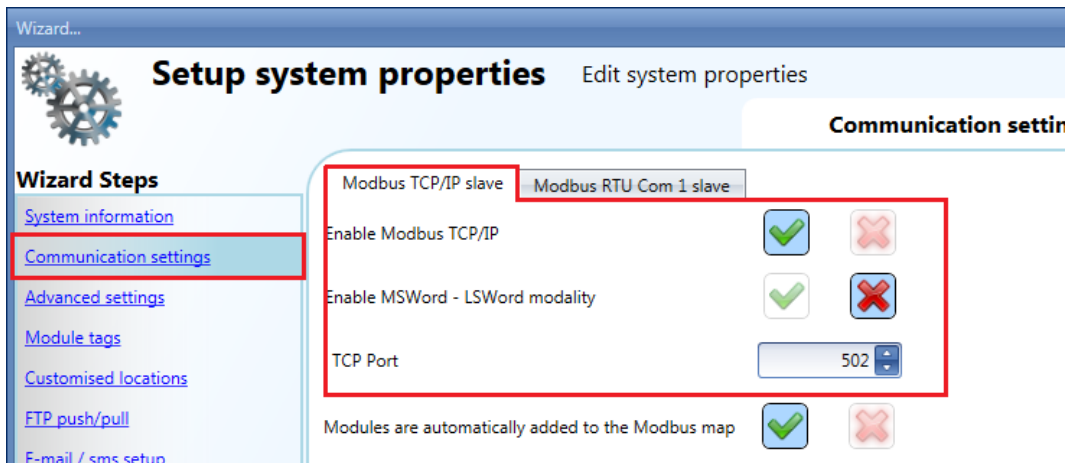 Wizard...
Setup system properties Edit system properties
Communication settin
Wizard Steps
System information
Communication settings
Advanced settings
Module tags
Customised locations
FTP push/pull
E-mail / sms setup
Modbus TCP/IP slave Modbus RTU Com 1 slave
Enable Modbus TCP/IP
Enable MSWord - LSWord modality
TCP Port 502
Modules are automatically added to the Modbus map